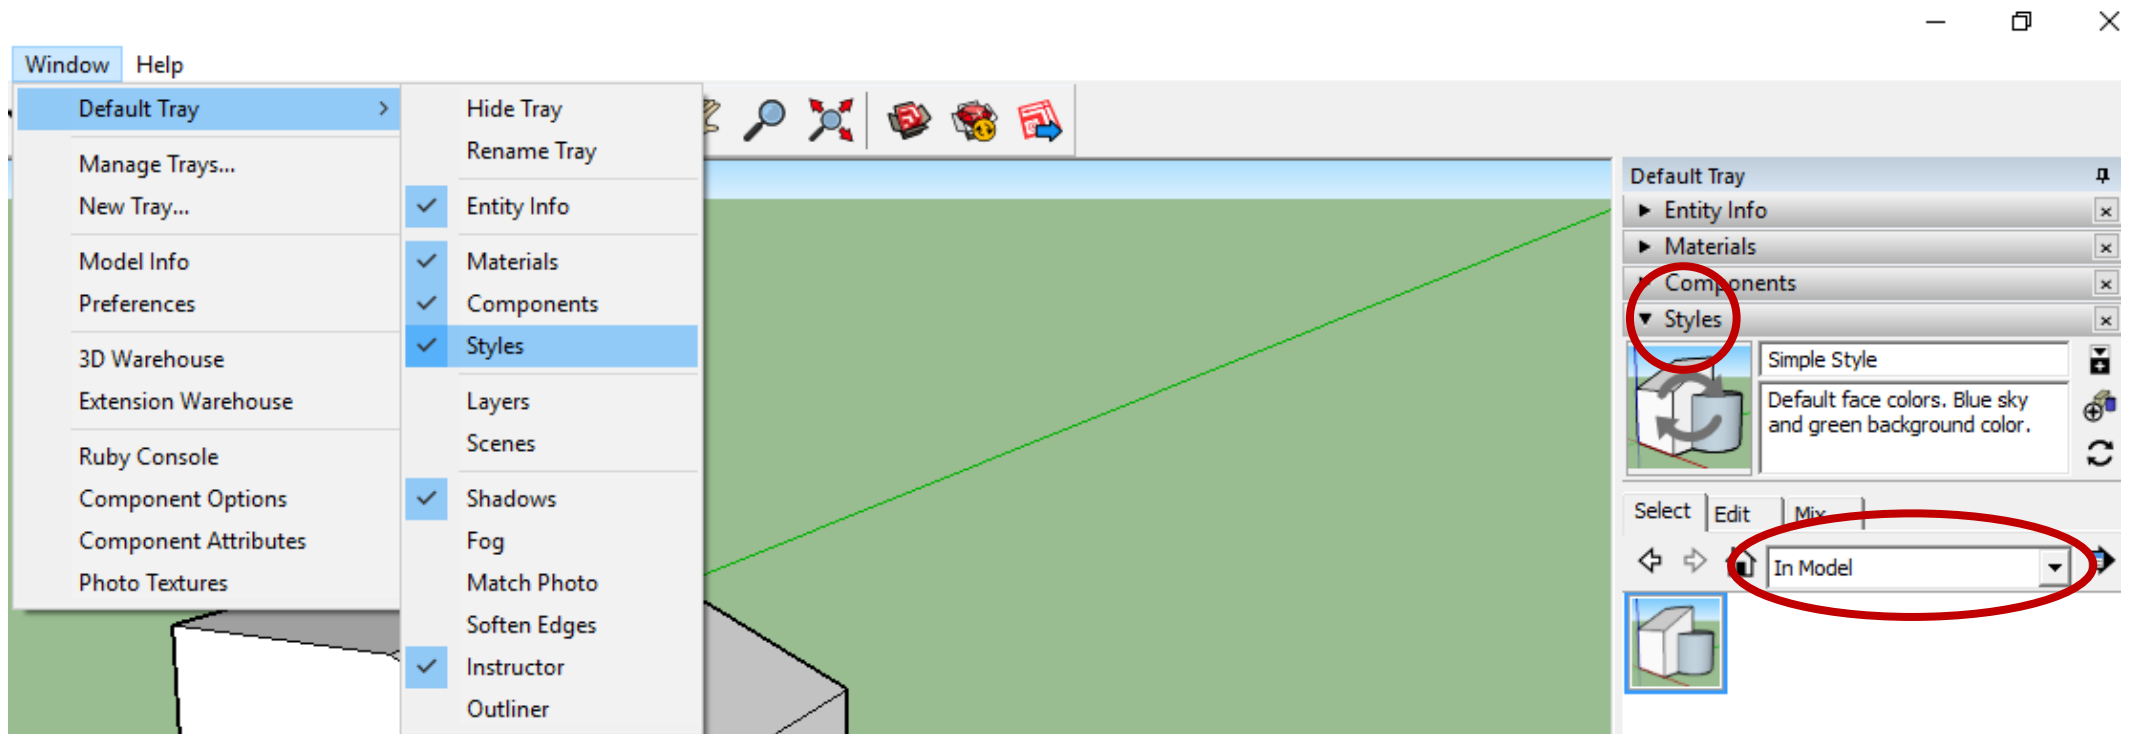 Window Help
Default Tray
Manage Trays...
New Tray...
Model Info
Preferences
3D Warehouse
Extension Warehouse
Ruby Console
Component Options
Component Attributes
Photo Textures
Hide Tray
Rename Tray
Entity Info
Materials
Components
Styles
Layers
Scenes
Shadows
Fog
Match Photo
Soften Edges
Instructor
Outliner
Default Tray
Entity Info
Materials
Components
Styles
Simple Style
Default face colors. Blue sky
and green background color.
Select Edit Mix
In Model